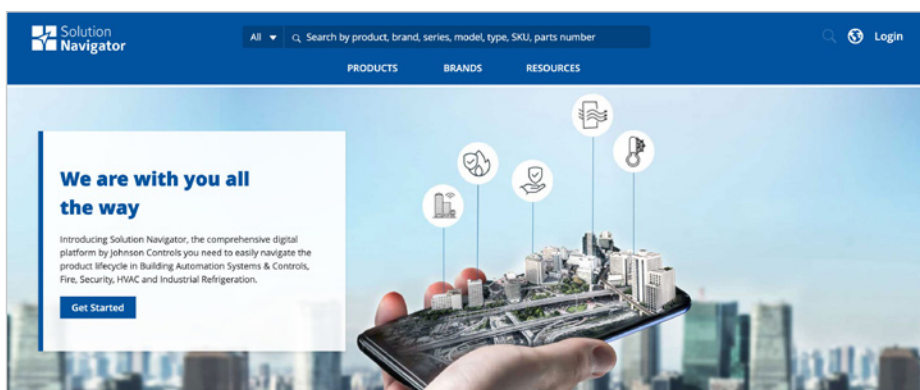 Solution
Navigator
All
Search by product, brand, series, model, type, SKU, parts number
Login
PRODUCTS
BRANDS
RESOURCES
We are with you all
the way
Introducing Solution Navigator, the comprehensive digital
platform by Johnson Controls you need to easily navigate the
product lifecycle in Building Automation Systems & Controls,
Fire, Security, HVAC and Industrial Refrigeration.
Get Started